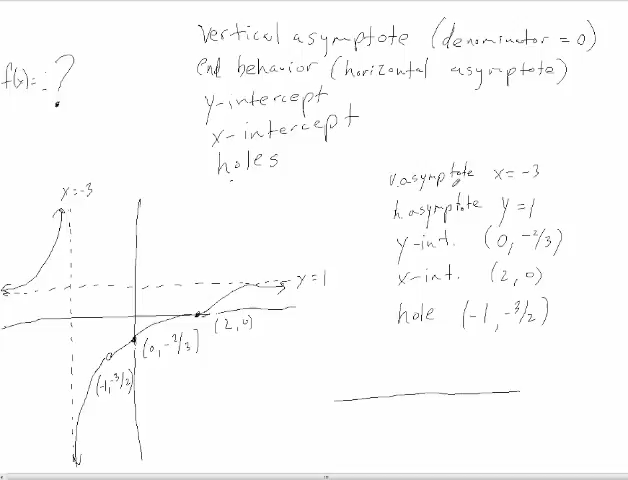 vertical asymptote (denominator = 0)
end behavior (horizontal asymptote)
f(x) = ?
y-intercept
x-intercept
holes
v. asymptote x = -3
h. asymptote y = 1
y-int. (0, -2/3)
x-int. (2, 0)
hole (-1, -3/2)
x = -3
y = 1
(2, 0)
(0, -2/3]
(-1, -3/2)